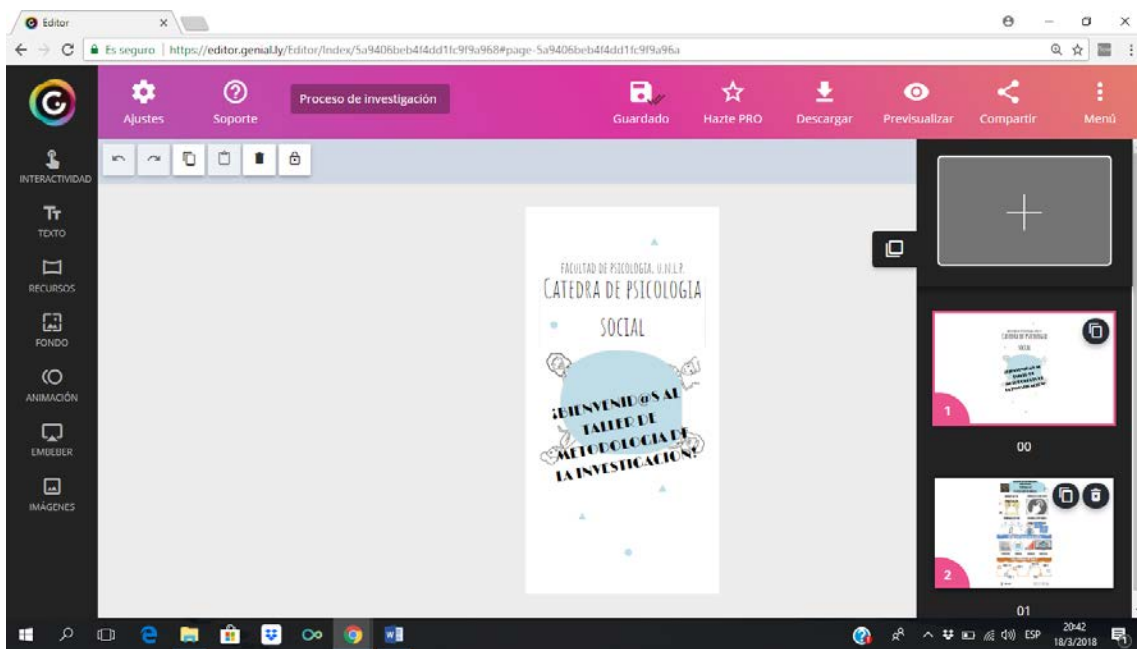 Editor
Es seguro | https://editor.genial.ly/Editor/Index/5a9406beb4f4dd1fc9f9a968#page-5a9406beb4f4dd1fc9f9a96a
Ajustes
Soporte
Proceso de investigación
Guardado
Hazte PRO
Descargar
Previsualizar
Compartir
Menú
INTERACTIVIDAD
TEXTO
RECURSOS
FONDO
ANIMACIÓN
EMBEBER
IMÁGENES
FACULTAD DE PSICOLOGIA. U.N.L.P.
CATEDRA DE PSICOLOGIA
SOCIAL
¡BIENVENID@S AL
TALLER DE
METODOLOGIA DE
LA INVESTIGACION!
1
00
2
01
ESP
20:42
18/3/2018